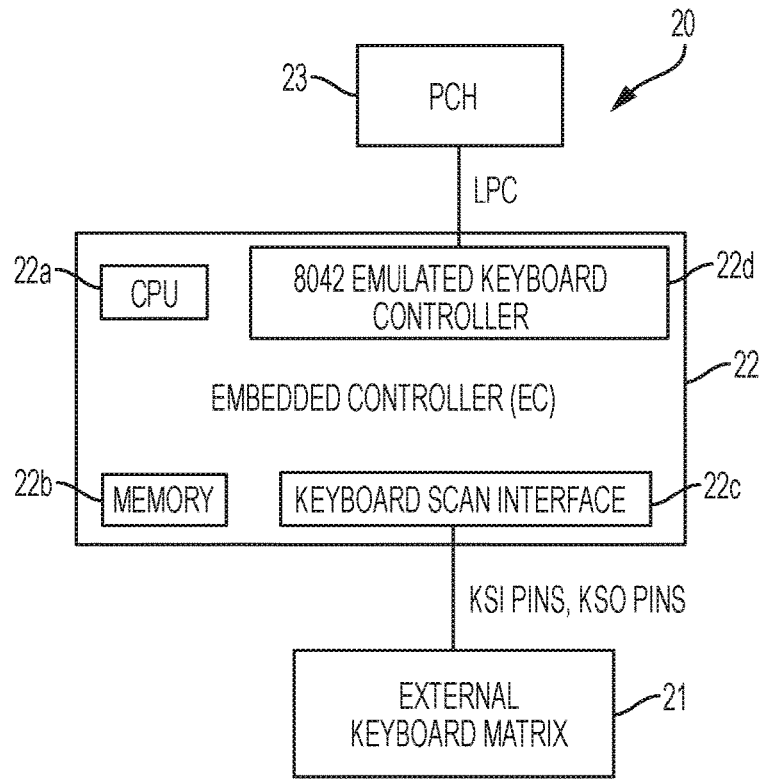 20
23
PCH
LPC
22a
CPU
8042 EMULATED KEYBOARD
CONTROLLER
22d
EMBEDDED CONTROLLER (EC)
22
22b
MEMORY
KEYBOARD SCAN INTERFACE
22c
KSI PINS, KSO PINS
EXTERNAL
KEYBOARD MATRIX
21